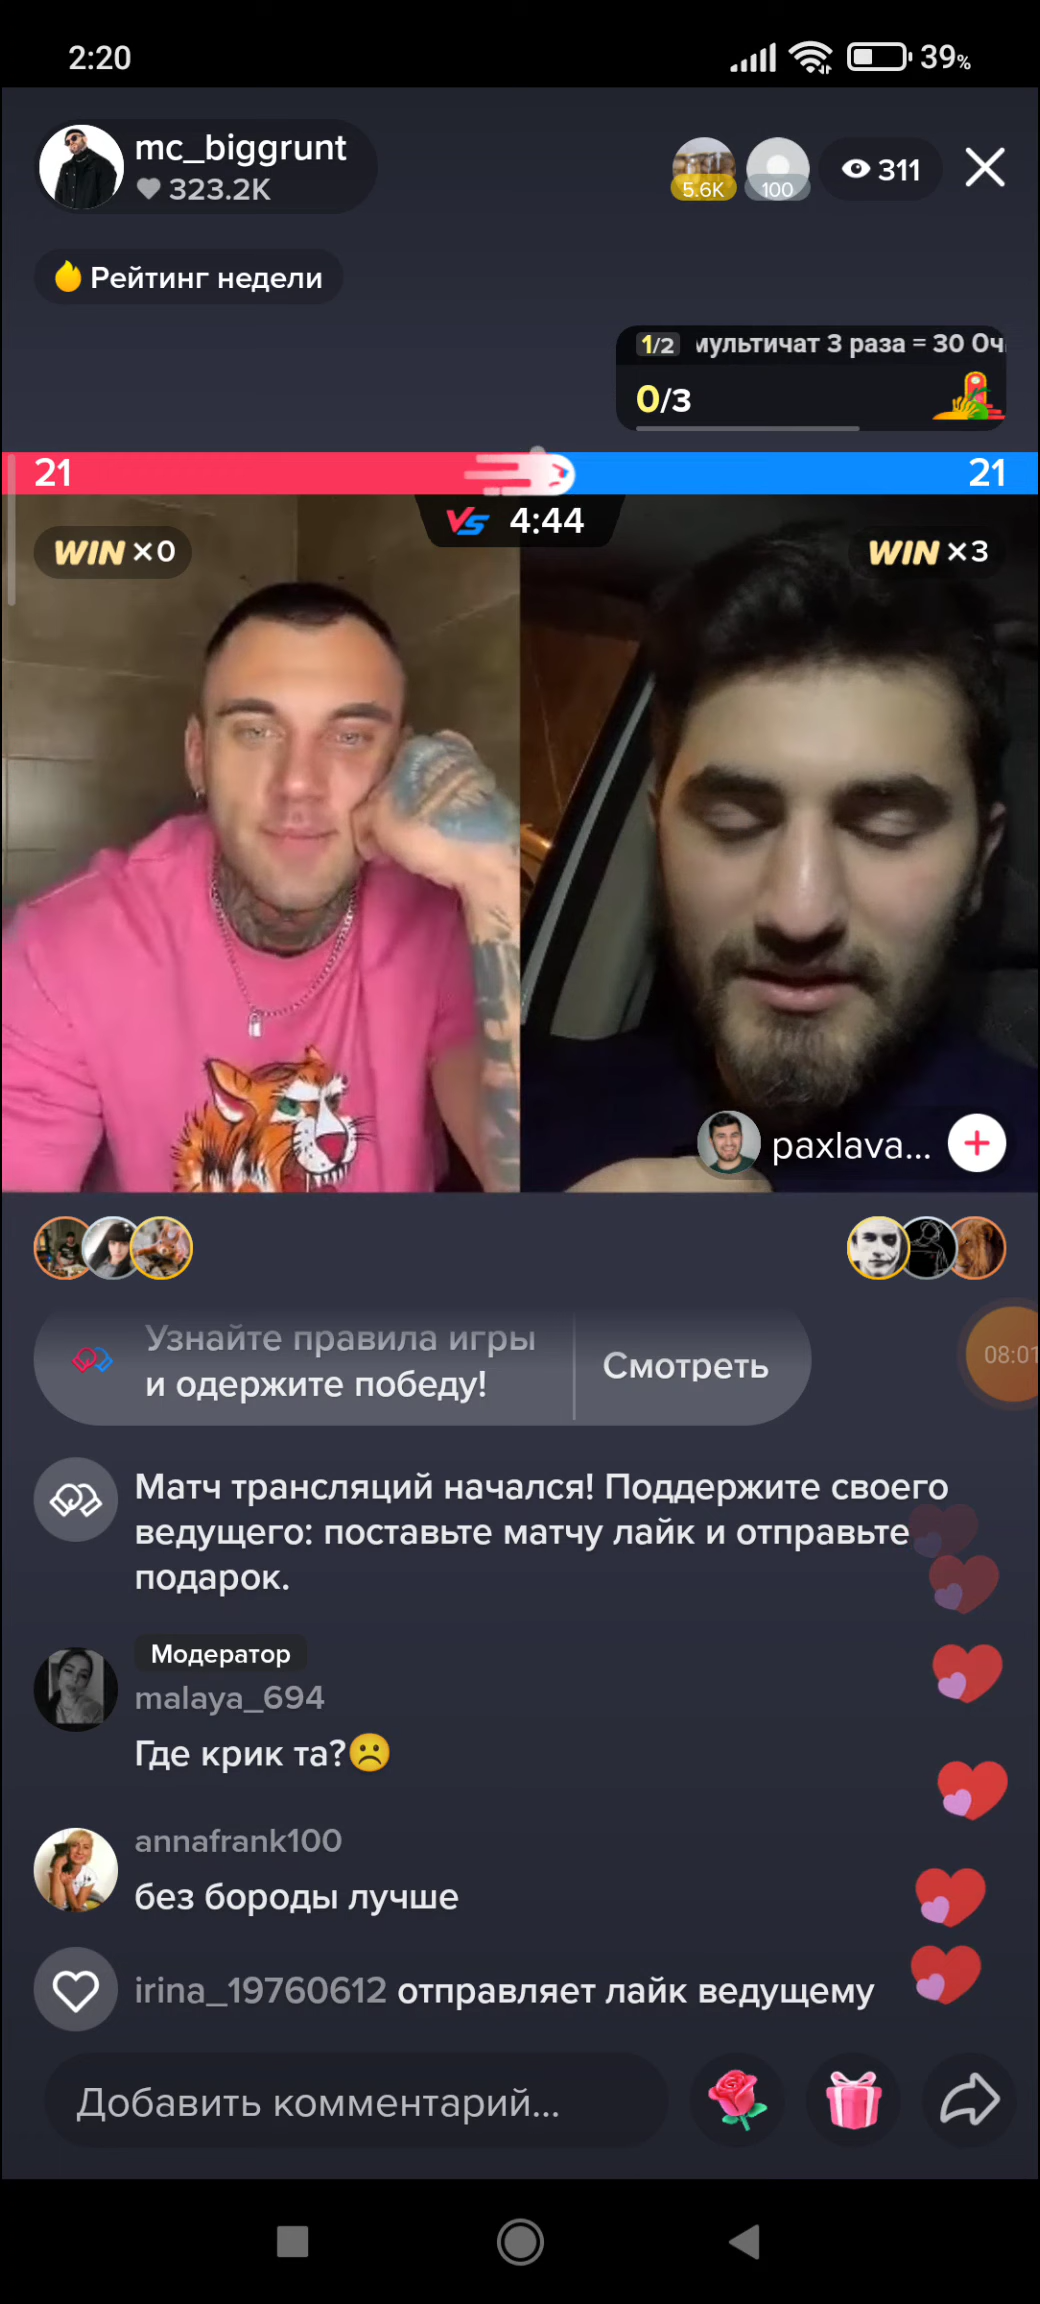 2:20
39%
mc_biggrunt
323.2K
5.6K
100
311
Рейтинг недели
1/2 мультичат 3 раза = 30 Оч
0/3
21
21
VS 4:44
WIN ×0
WIN ×3
paxlava...
Узнайте правила игры
и одержите победу!
Смотреть
08:01
Матч трансляций начался! Поддержите своего
ведущего: поставьте матчу лайк и отправьте
подарок.
Модератор
malaya_694
Где крик та?☹️
annafrank100
без бороды лучше
irina_19760612 отправляет лайк ведущему
Добавить комментарий...